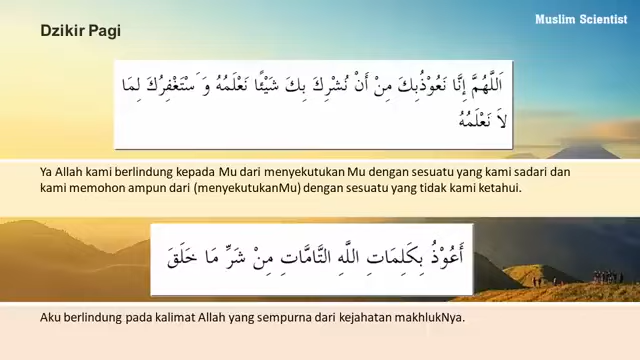 Muslim Scientist
Dzikir Pagi
اَللَّهُمَّ إِنَّا نَعُوْذُبِكَ مِنْ أَنْ نُشْرِكَ بِكَ شَيْئًا نَعْلَمُهُ وَ َسْتَغْفِرُكَ لِمَا
لاَ نَعْلَمُهُ
Ya Allah kami berlindung kepada Mu dari menyekutukan Mu dengan sesuatu yang kami sadari dan
kami memohon ampun dari (menyekutukanMu) dengan sesuatu yang tidak kami ketahui.
أَعُوْذُ بِكَلِمَاتِ اللَّهِ التَّامَّاتِ مِنْ شَرِّ مَا خَلَقَ
Aku berlindung pada kalimat Allah yang sempurna dari kejahatan makhlukNya.